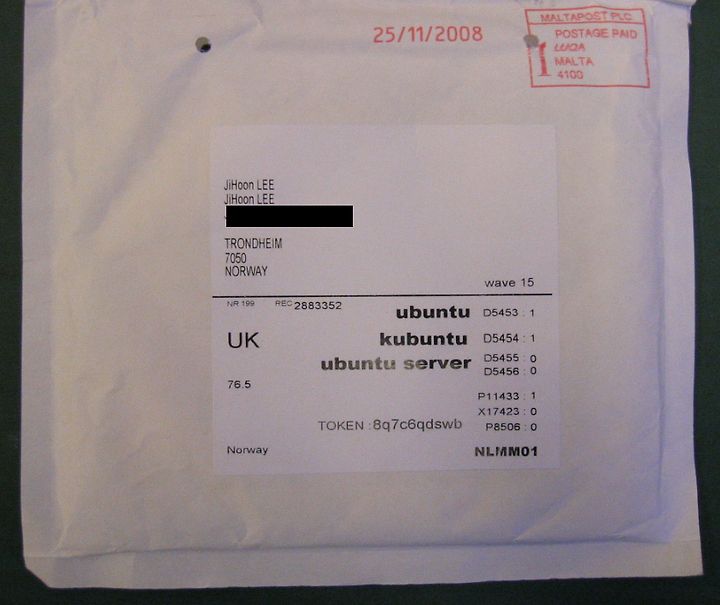 25/11/2008
MALTAPOST PLC
POSTAGE PAID
1 LUQA
MALTA
4100
JiHoon LEE
JiHoon LEE
TRONDHEIM
7050
NORWAY
wave 15
NR 199 REC 2883352
ubuntu D5453 : 1
UK
kubuntu D5454 : 1
ubuntu server D5455 : 0
D5456 : 0
76.5
P11433 : 1
X17423 : 0
TOKEN : 8q7c6qdswb P8506 : 0
Norway NLMM01